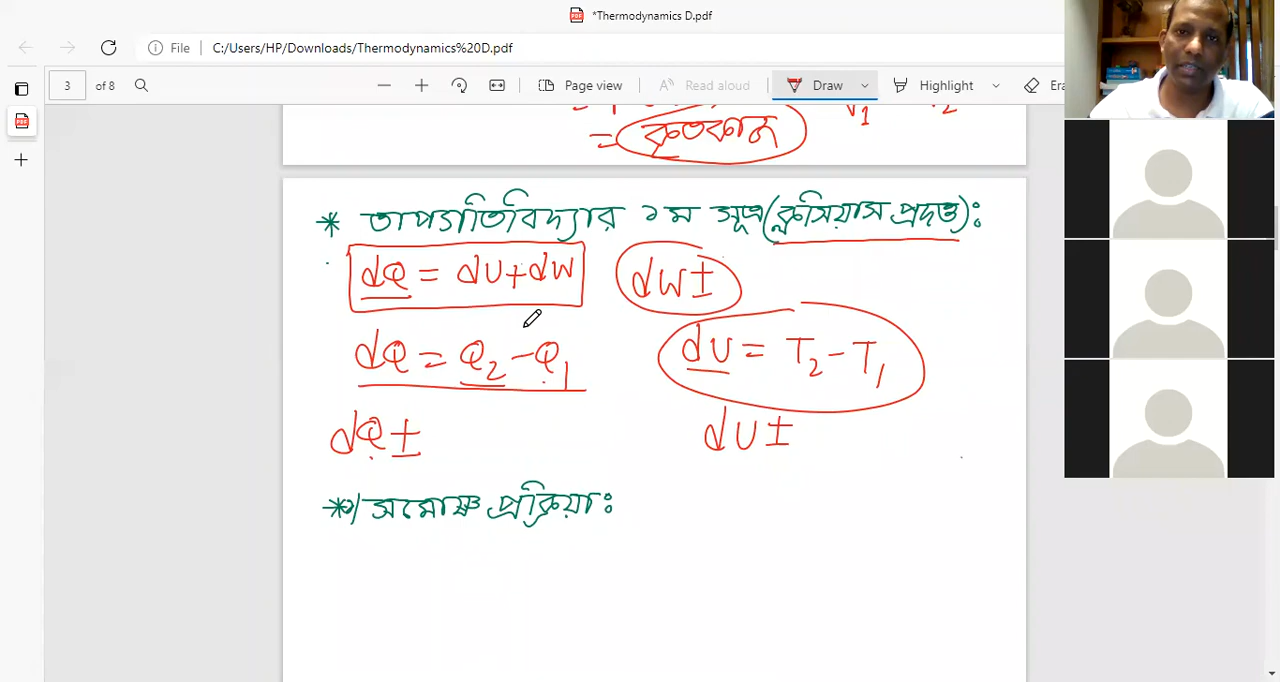 *Thermodynamics D.pdf
File C:/Users/HP/Downloads/Thermodynamics%20D.pdf
3 of 8 Page view Read aloud Draw Highlight Era
= কৃতকাজ
* তাপগতিবিদ্যার ১ম সূত্র (ক্লসিয়াস প্রদত্ত):
dQ = dU+dW dW±
dQ = Q₂-Q₁ dU = T₂-T₁
dQ± dU±
সমোষ্ণ প্রক্রিয়াঃ